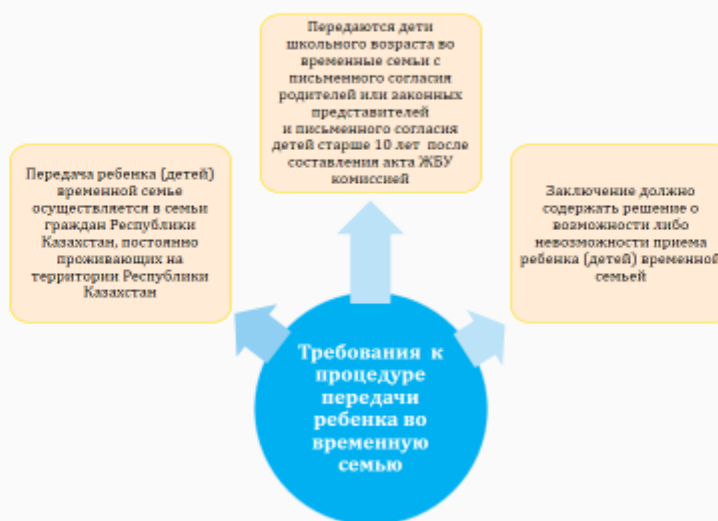 Передаются дети
школьного возраста во
временные семьи с
письменного согласия
родителей или законных
представителей
и письменного согласия
детей старше 10 лет после
составления акта ЖБУ
комиссией
Передача ребенка (детей)
временной семье
осуществляется в семьи
граждан Республики
Казахстан, постоянно
проживающих на
территории Республики
Казахстан
Заключение должно
содержать решение о
возможности либо
невозможности приема
ребенка (детей) временной
семьей
Требования к
процедуре
передачи
ребенка во
временную
семью